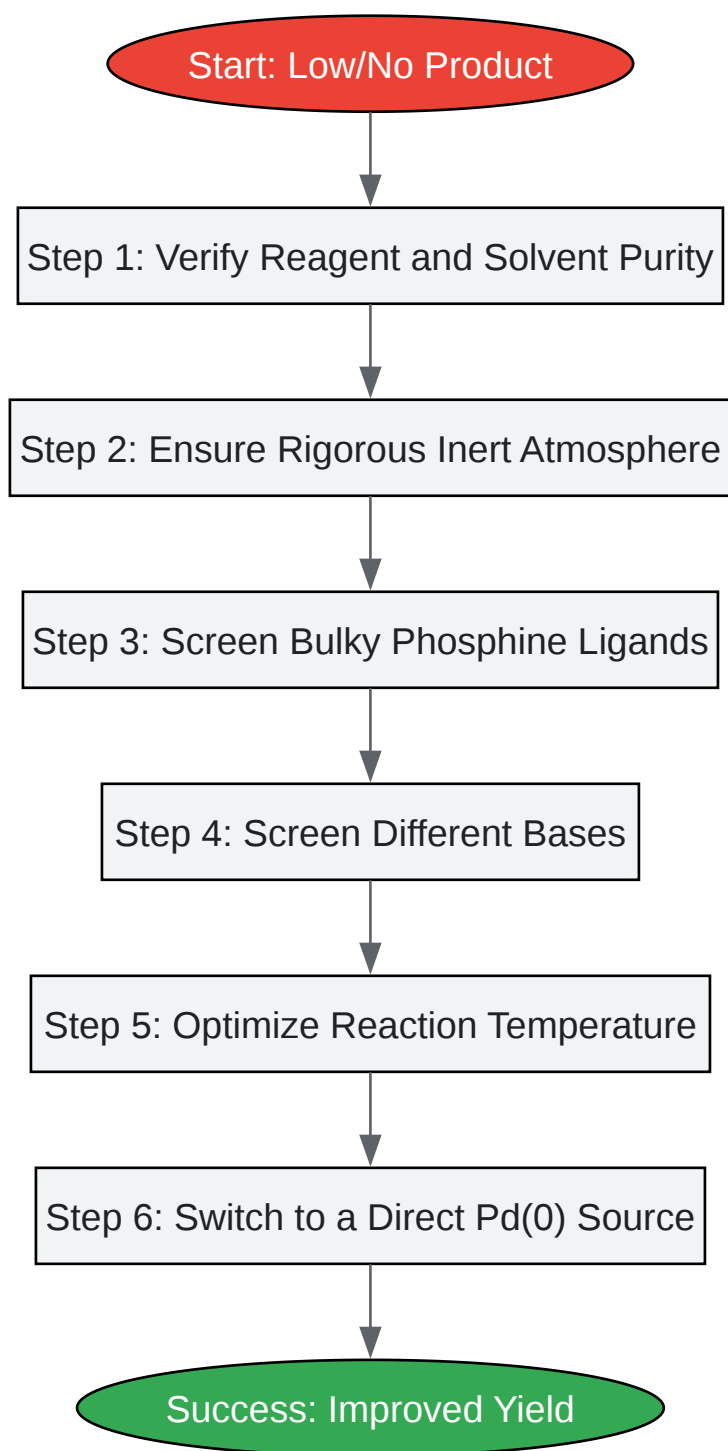 Start: Low/No Product
Step 1: Verify Reagent and Solvent Purity
Step 2: Ensure Rigorous Inert Atmosphere
Step 3: Screen Bulky Phosphine Ligands
Step 4: Screen Different Bases
Step 5: Optimize Reaction Temperature
Step 6: Switch to a Direct Pd(0) Source
Success: Improved Yield